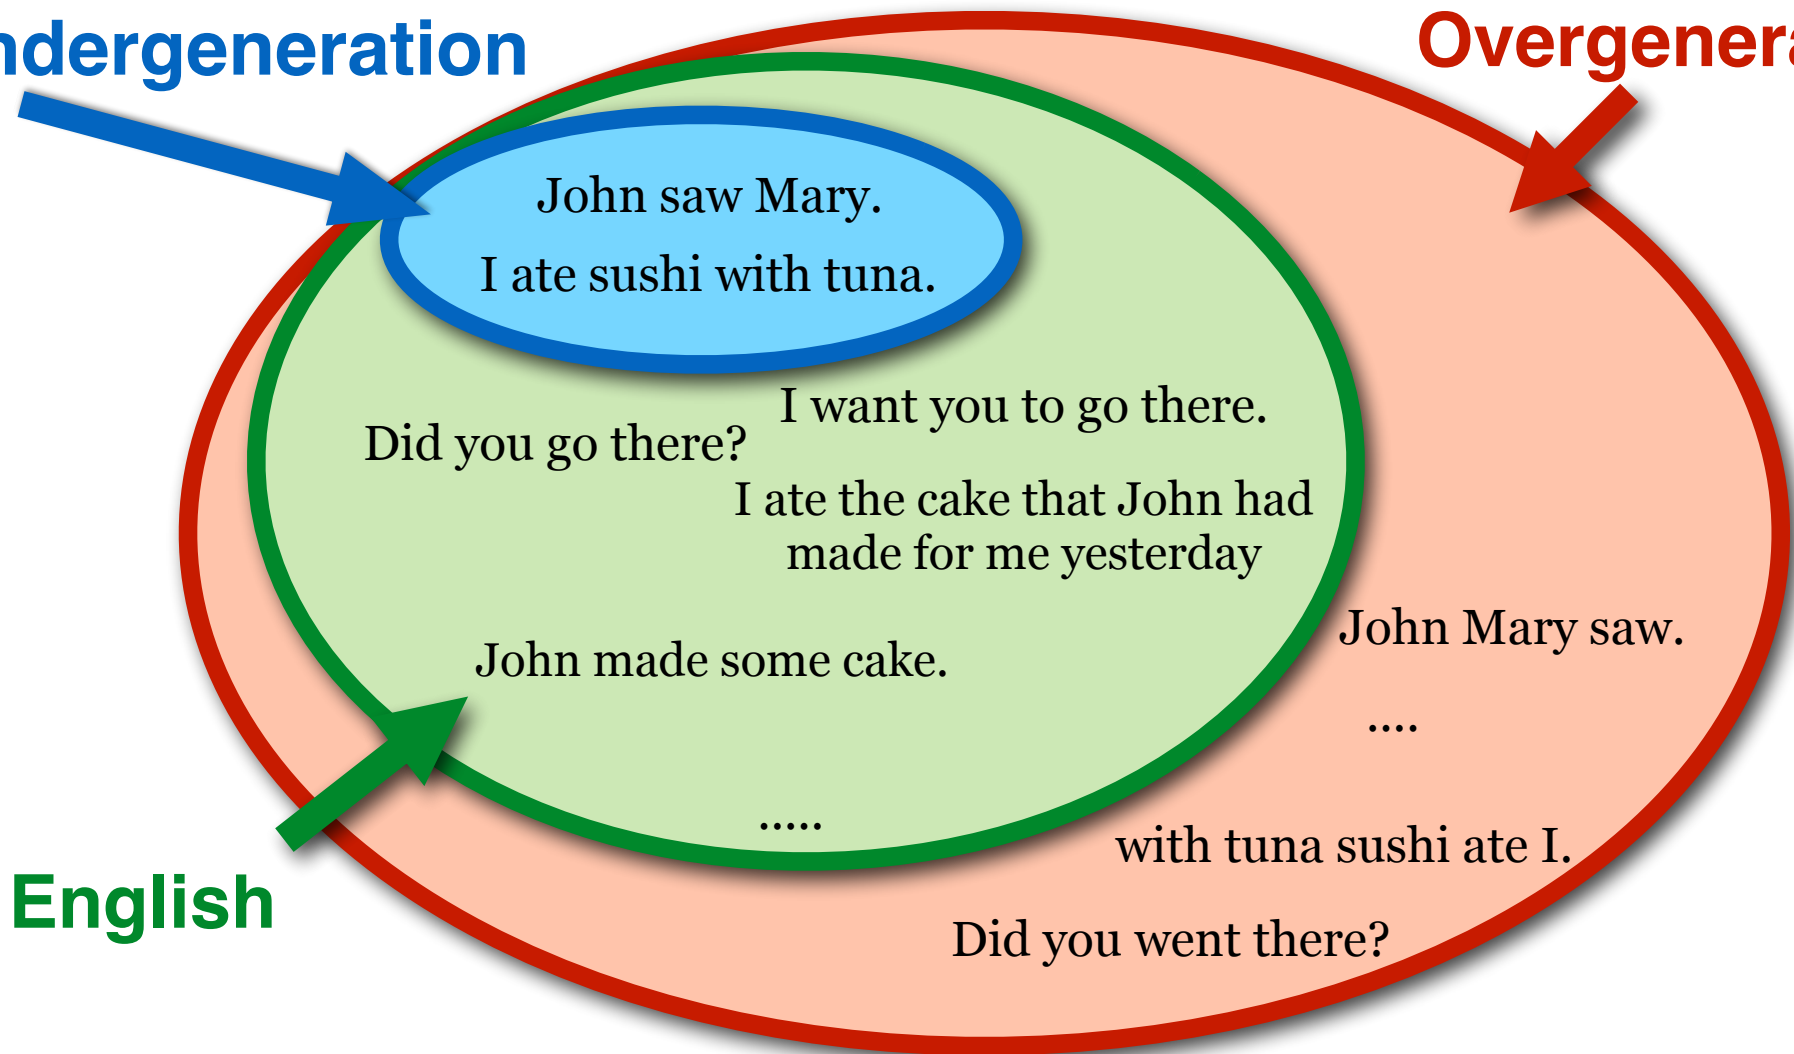 ndergeneration
Overgenera
John saw Mary.
I ate sushi with tuna.
I want you to go there.
Did you go there?
I ate the cake that John had
made for me yesterday
John Mary saw.
John made some cake.
....
.....
with tuna sushi ate I.
English
Did you went there?